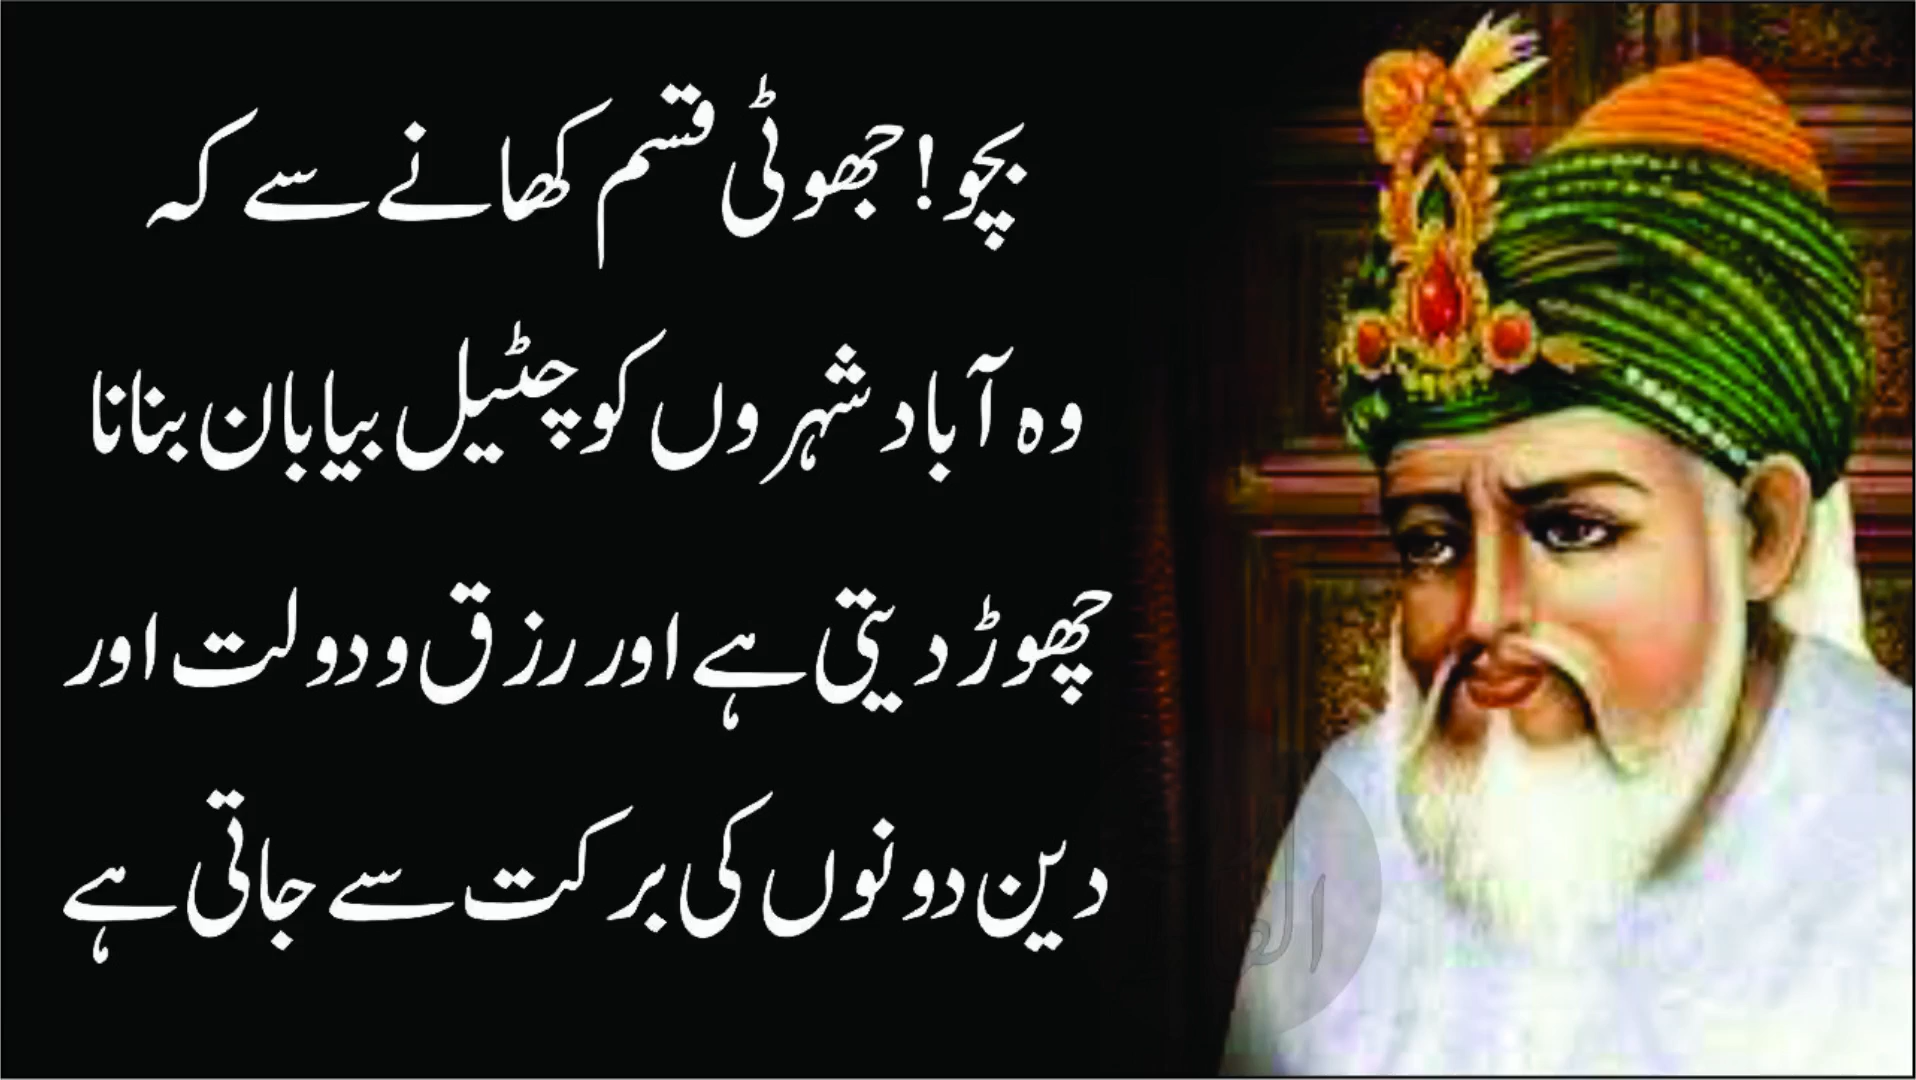 بچو! جھوٹی قسم کھانے سے کہ
وہ آباد شہروں کو چٹیل بیابان بنانا
چھوڑ دیتی ہے اور رزق و دولت اور
دین دونوں کی برکت سے جاتی ہے